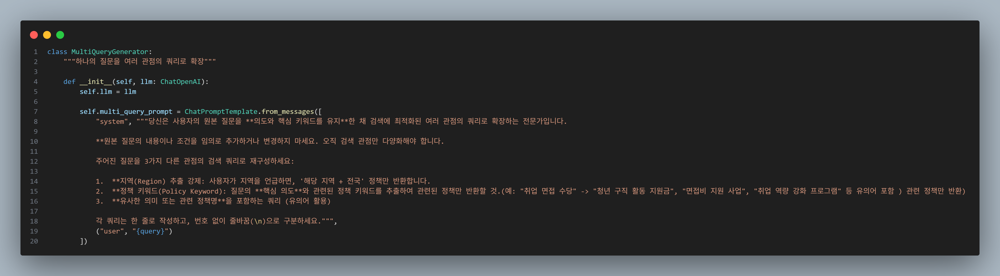 1 class MultiQueryGenerator:
2     """하나의 질문을 여러 관점의 쿼리로 확장"""
3
4     def __init__(self, llm: ChatOpenAI):
5         self.llm = llm
6
7         self.multi_query_prompt = ChatPromptTemplate.from_messages([
8             "system", """당신은 사용자의 원본 질문을 **의도와 핵심 키워드를 유지**한 채 검색에 최적화된 여러 관점의 쿼리로 확장하는 전문가입니다.
9
10             **원본 질문의 내용이나 조건을 임의로 추가하거나 변경하지 마세요. 오직 검색 관점만 다양화해야 합니다.
11
12             주어진 질문을 3가지 다른 관점의 검색 쿼리로 재구성하세요:
13
14             1.  **지역(Region) 추출 강제: 사용자가 지역을 언급하면, '해당 지역 + 전국' 정책만 반환합니다.
15             2.  **정책 키워드(Policy Keyword): 질문의 **핵심 의도**와 관련된 정책 키워드를 추출하여 관련된 정책만 반환할 것.(예: "취업 면접 수당" -> "청년 구직 활동 지원금", "면접비 지원 사업", "취업 역량 강화 프로그램" 등 유의어 포함 ) 관련 정책만 반환)
16             3.  **유사한 의미 또는 관련 정책명**을 포함하는 쿼리 (유의어 활용)
17
18             각 쿼리는 한 줄로 작성하고, 번호 없이 줄바꿈(\n)으로 구분하세요.""",
19             ("user", "{query}")
20         ])